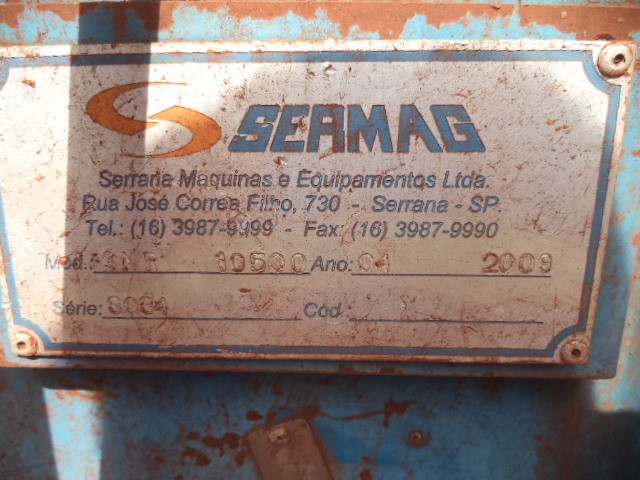 SERMAG
Serrana Maquinas e Equipamentos Ltda.
Rua José Correa Filho, 730 - Serrana - SP.
Tel.: (16) 3987-9999 - Fax: (16) 3987-9990
Mod.: 10500 Ano: 04 2009
Série: 3034 Cód